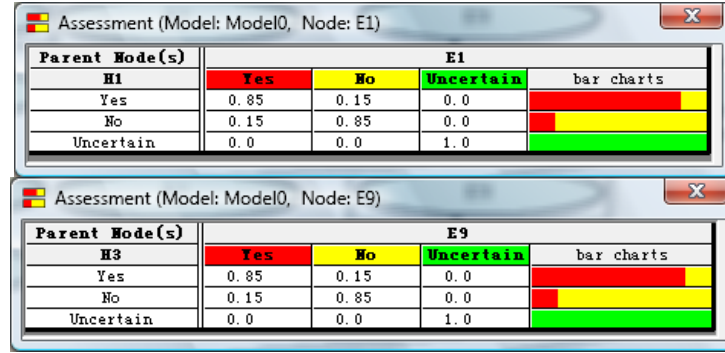 Assessment (Model: Model0, Node: E1)
Parent Node(s) E1
H1 Yes No Uncertain bar charts
Yes 0.85 0.15 0.0
No 0.15 0.85 0.0
Uncertain 0.0 0.0 1.0
Assessment (Model: Model0, Node: E9)
Parent Node(s) E9
H3 Yes No Uncertain bar charts
Yes 0.85 0.15 0.0
No 0.15 0.85 0.0
Uncertain 0.0 0.0 1.0